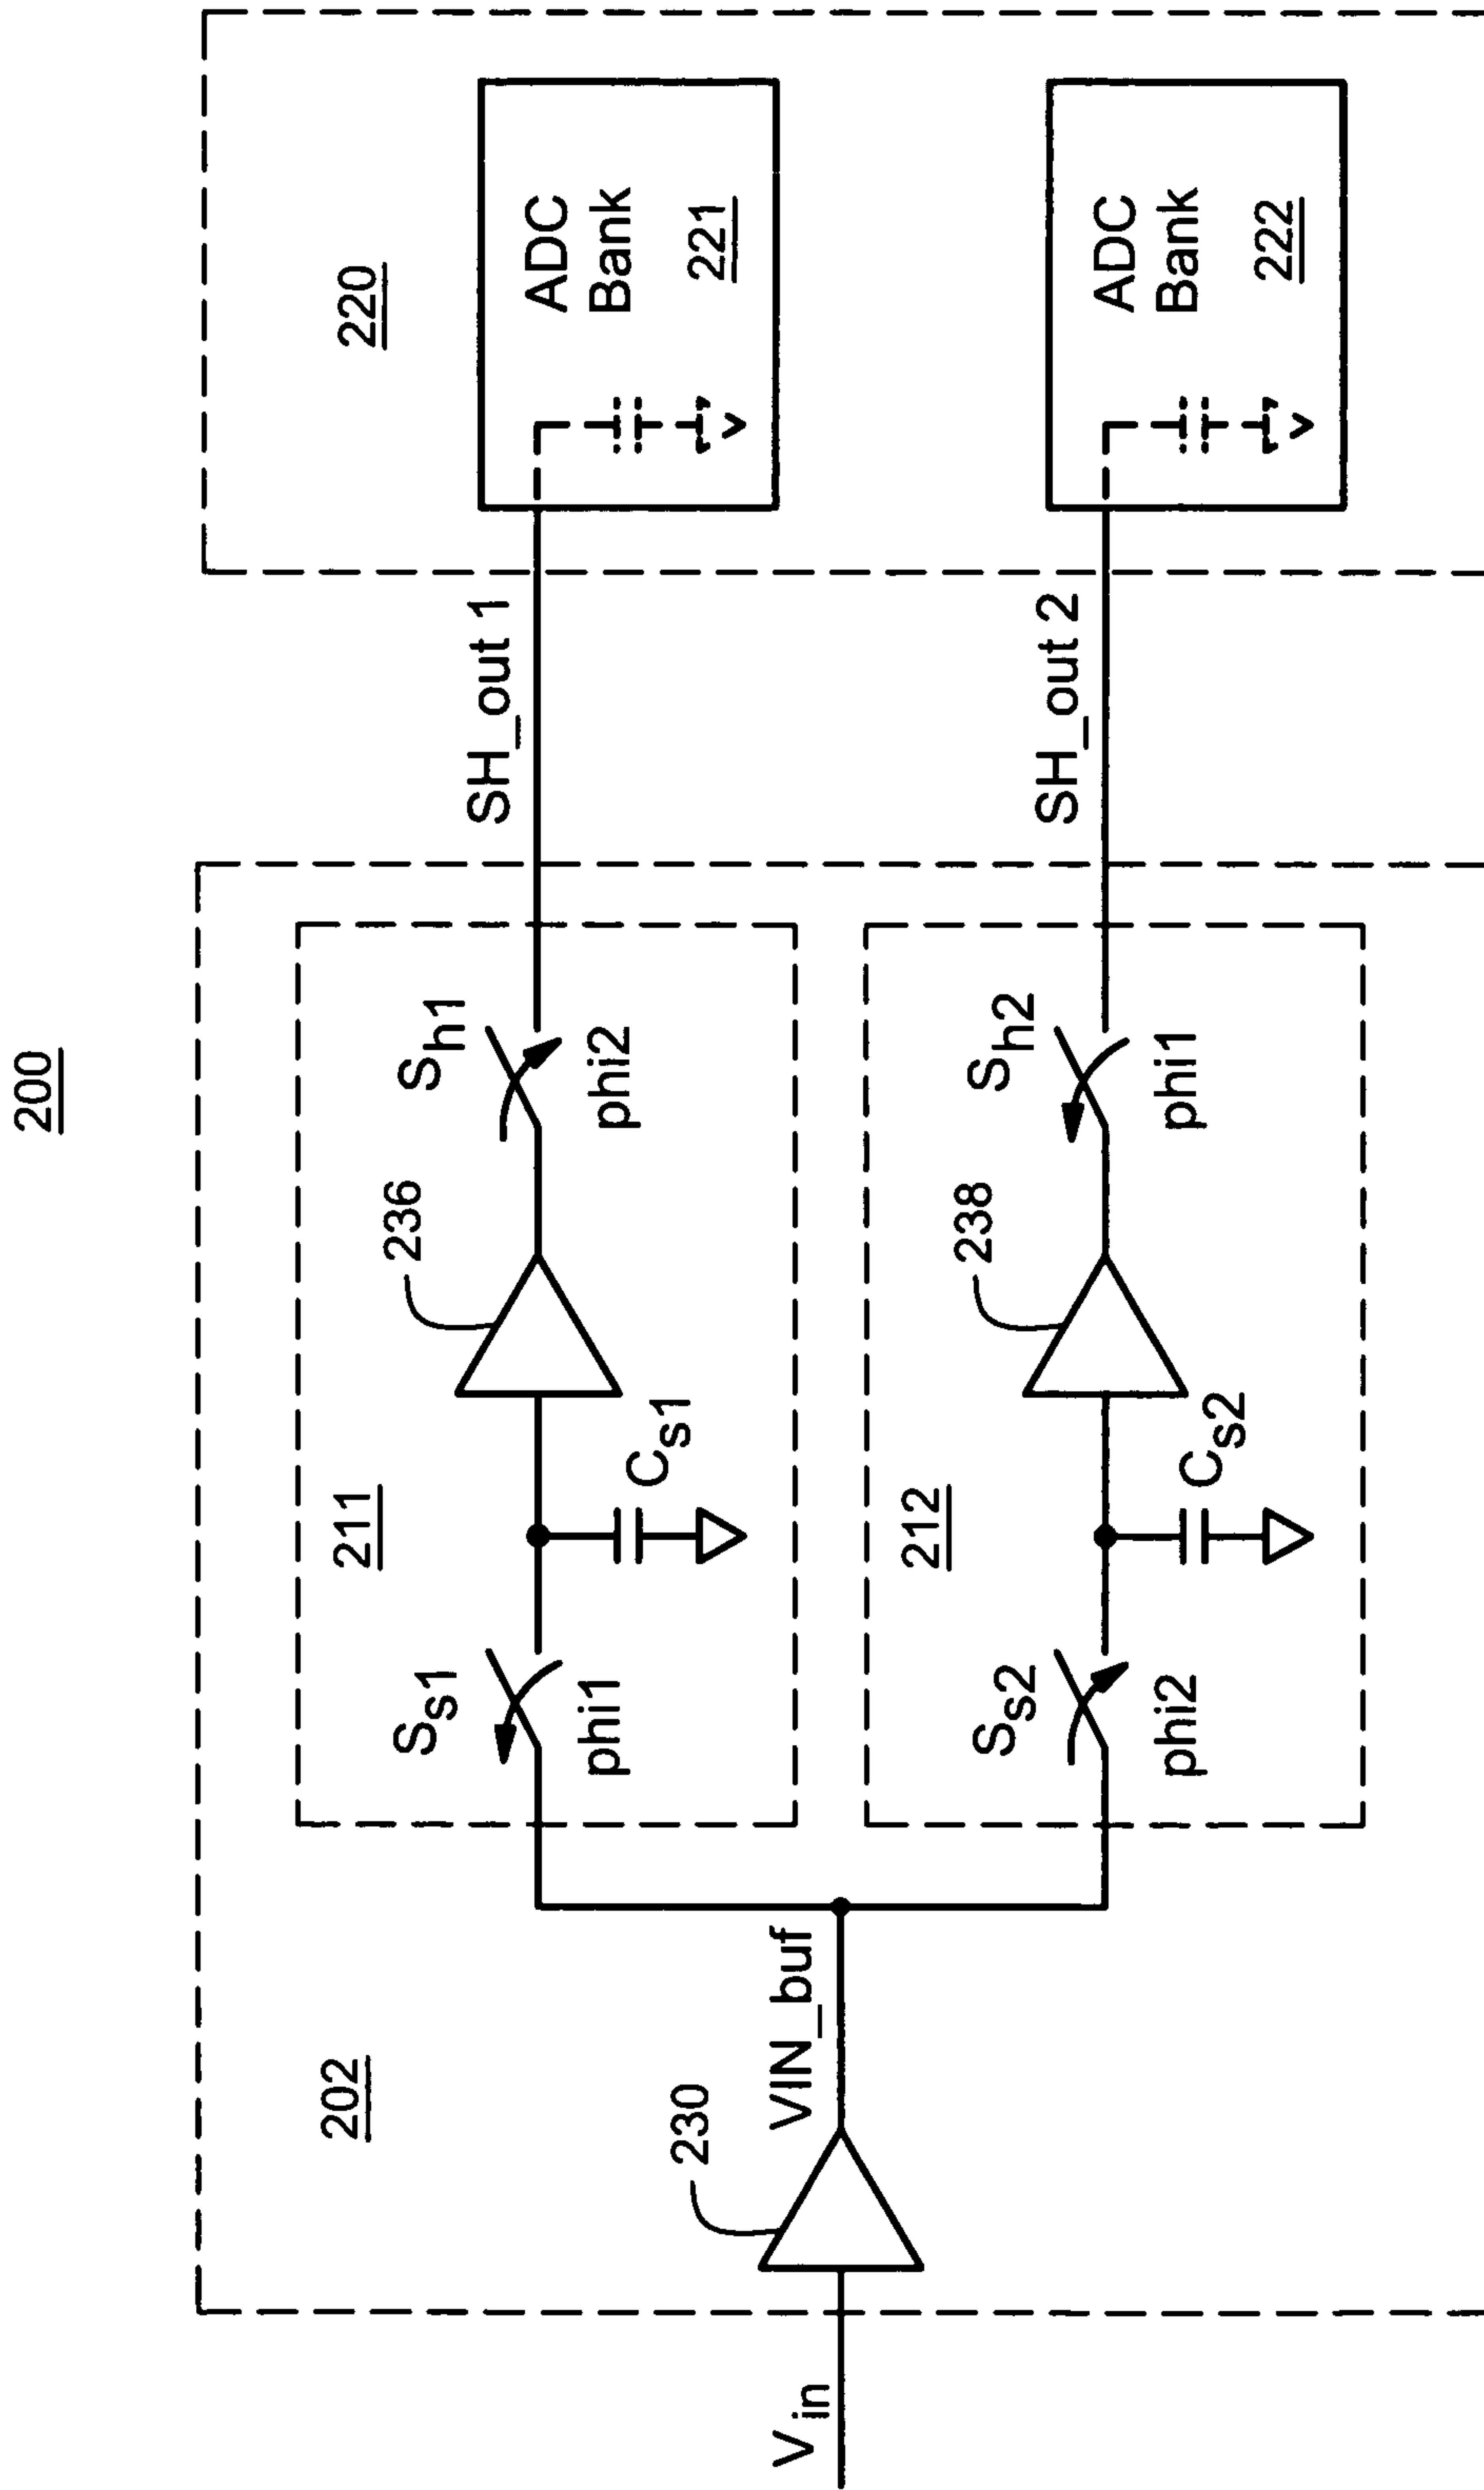 200
202
220
V_in
230
VIN_buf
211
S_s1
phi1
C_s1
236
S_h1
phi2
SH_out 1
ADC
Bank
221
212
S_s2
phi2
C_s2
238
S_h2
phi1
SH_out 2
ADC
Bank
222